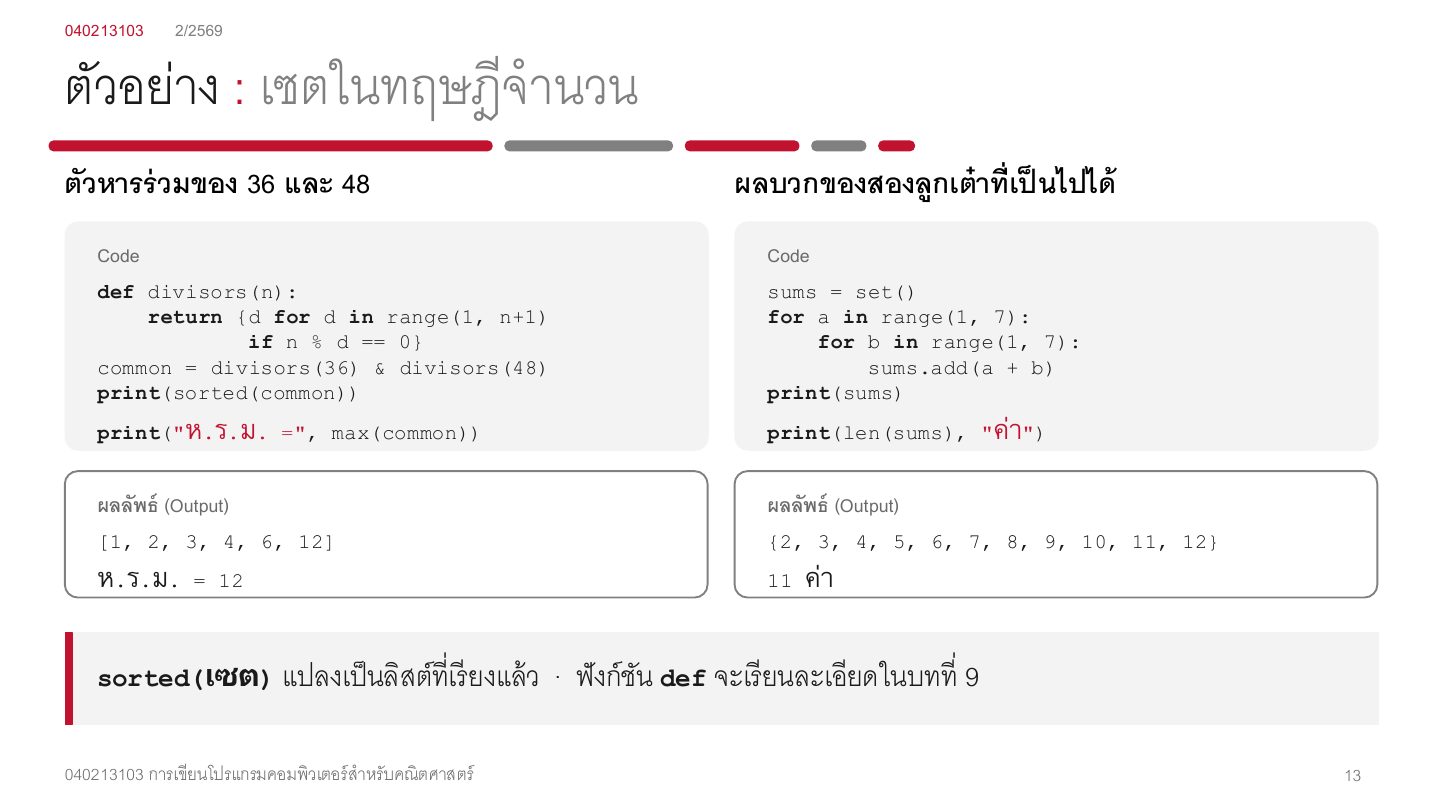 040213103 2/2569
ตัวอย่าง : เซตในทฤษฎีจำนวน
ตัวหารร่วมของ 36 และ 48
Code
def divisors(n):
    return {d for d in range(1, n+1)
            if n % d == 0}
common = divisors(36) & divisors(48)
print(sorted(common))
print("ห.ร.ม. =", max(common))
ผลลัพธ์ (Output)
[1, 2, 3, 4, 6, 12]
ห.ร.ม. = 12
ผลบวกของสองลูกเต๋าที่เป็นไปได้
Code
sums = set()
for a in range(1, 7):
    for b in range(1, 7):
        sums.add(a + b)
print(sums)
print(len(sums), "ค่า")
ผลลัพธ์ (Output)
{2, 3, 4, 5, 6, 7, 8, 9, 10, 11, 12}
11 ค่า
sorted(เซต) แปลงเป็นลิสต์ที่เรียงแล้ว · ฟังก์ชัน def จะเรียนละเอียดในบทที่ 9
040213103 การเขียนโปรแกรมคอมพิวเตอร์สำหรับคณิตศาสตร์ 13